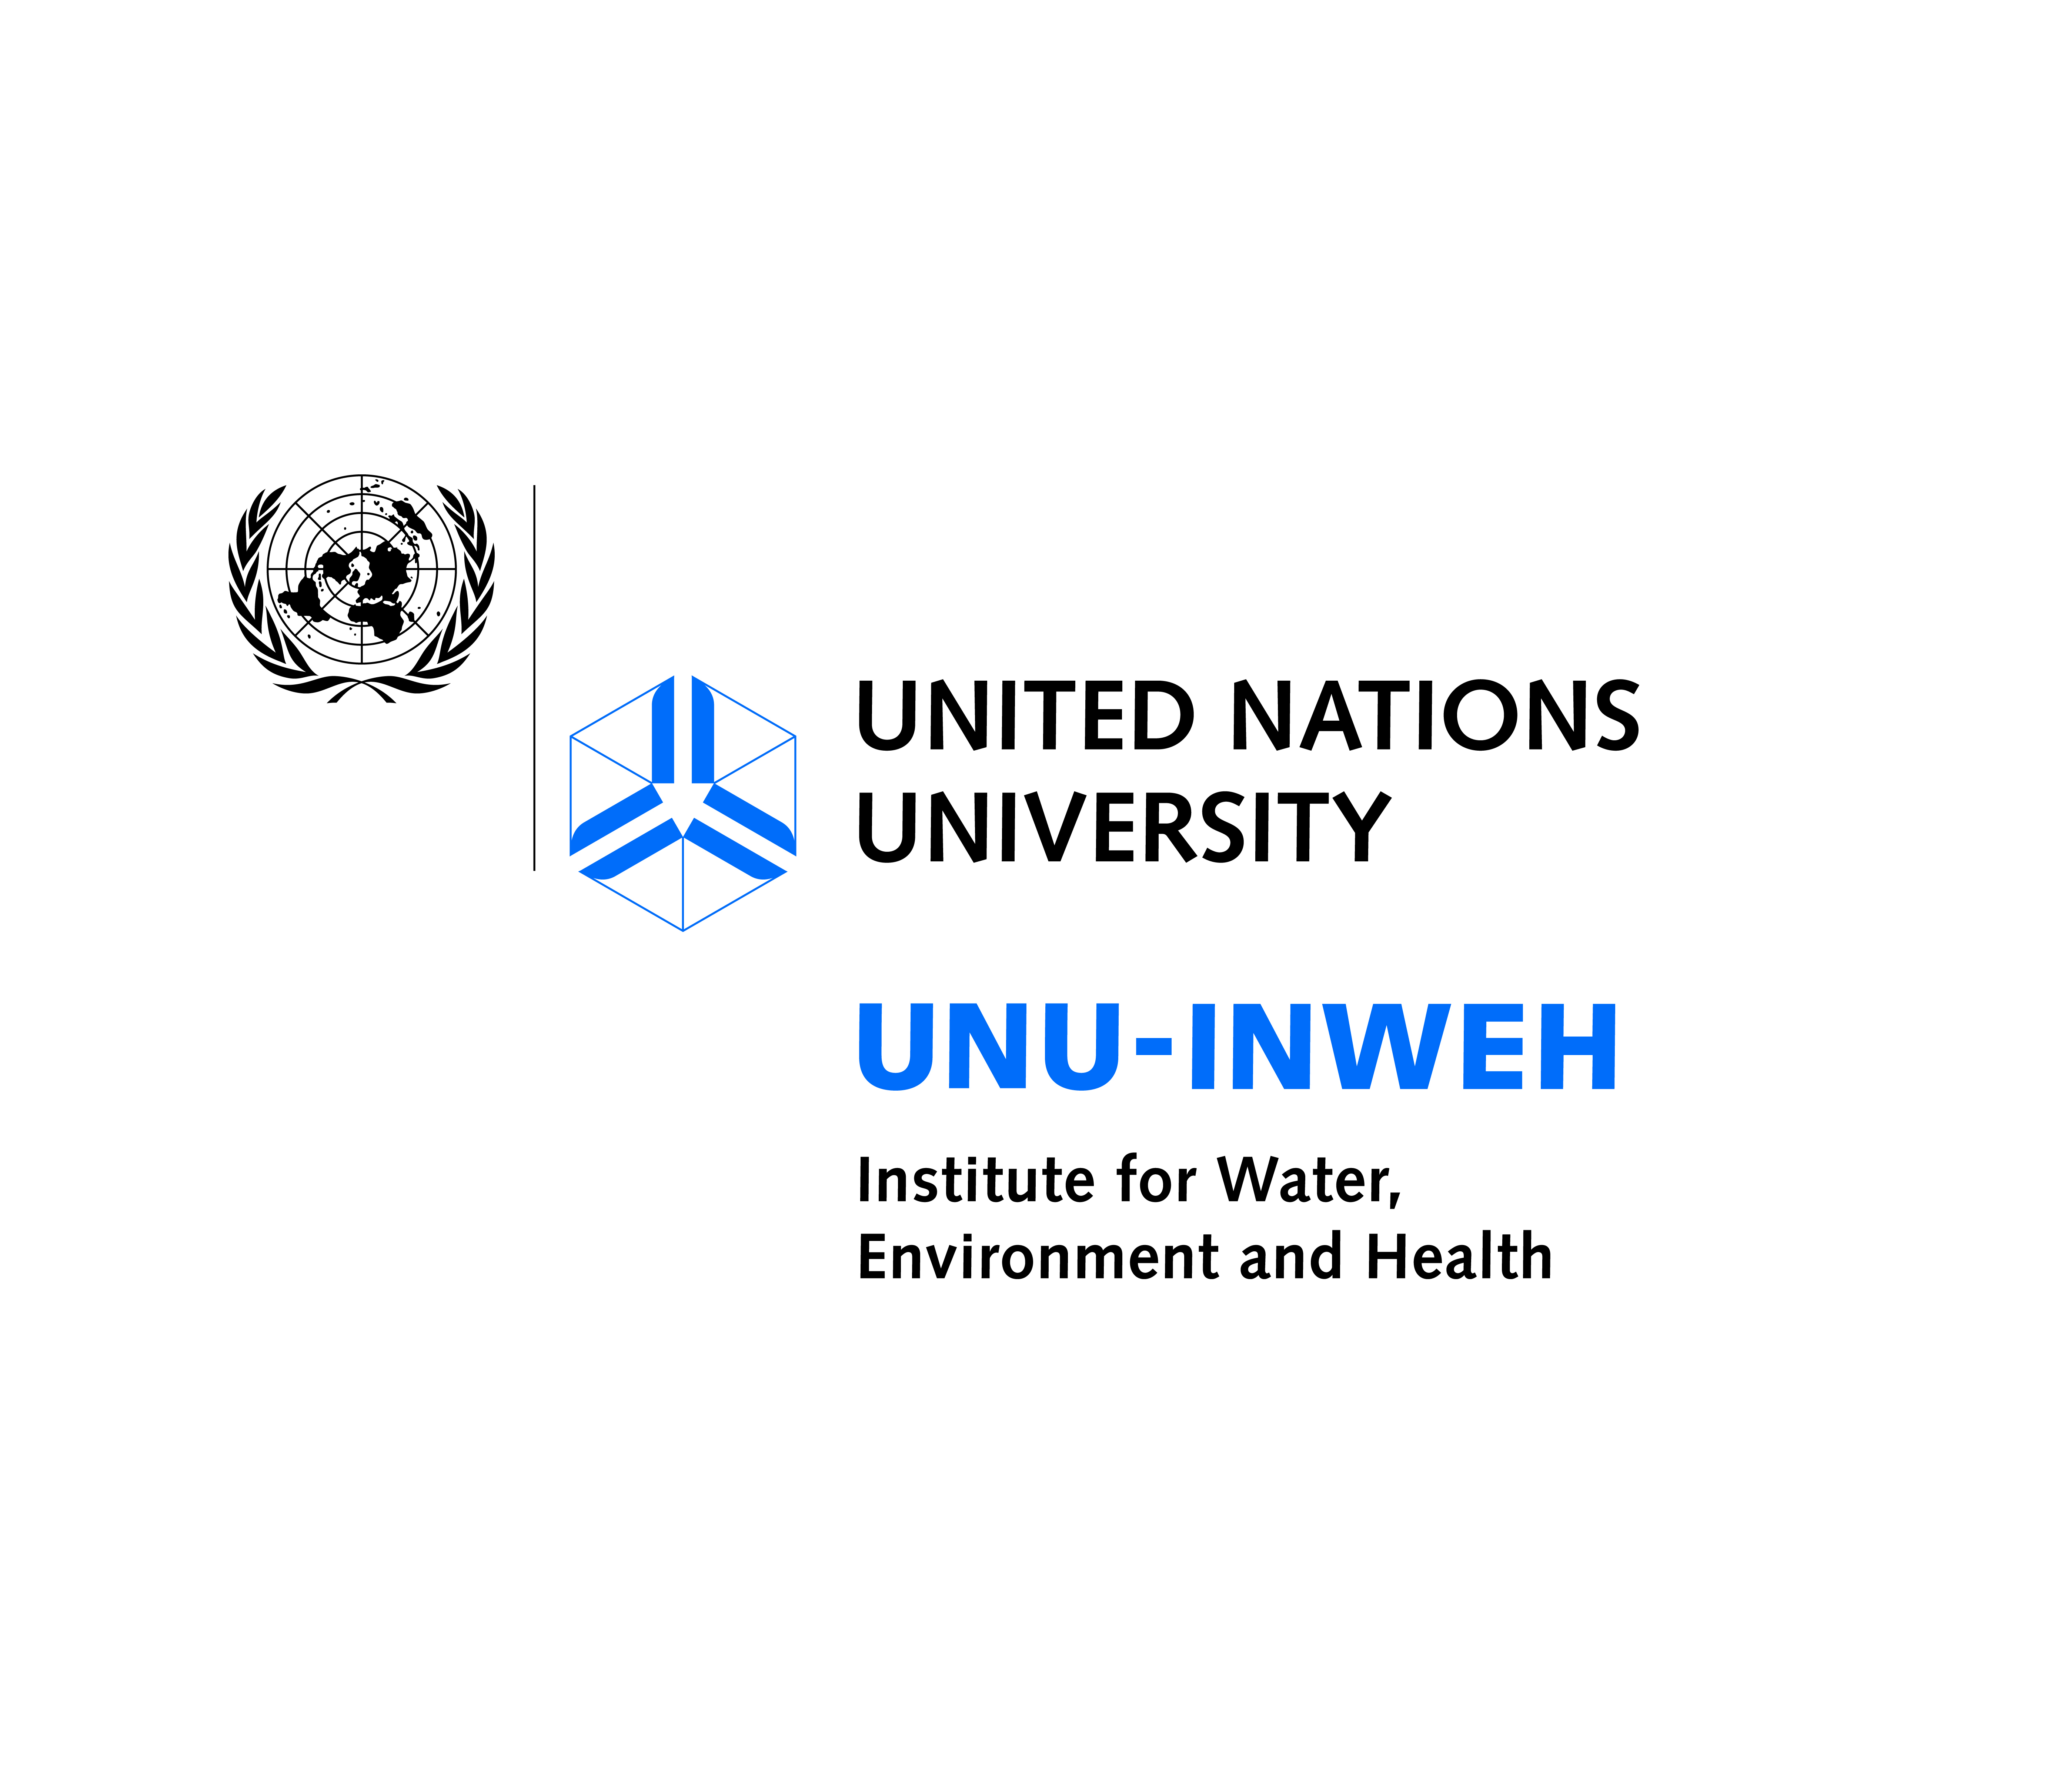 UNITED NATIONS
UNIVERSITY
UNU-INWEH
Institute for Water,
Environment and Health